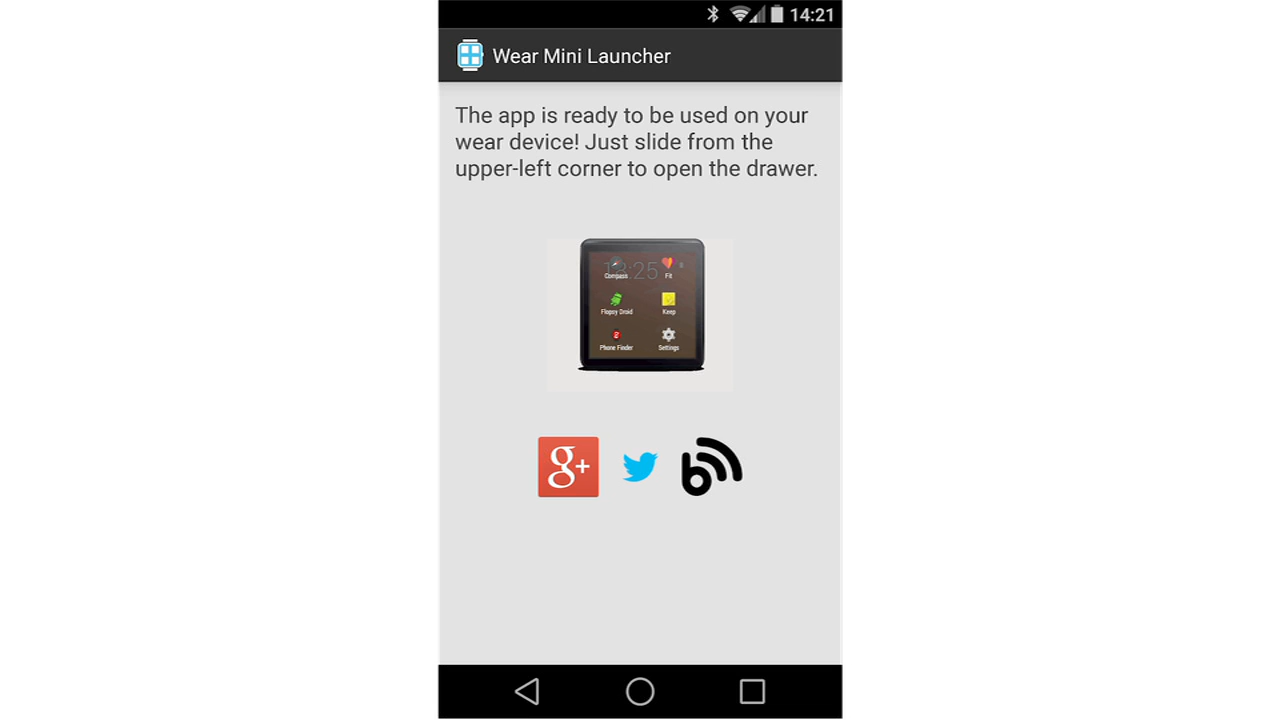 14:21
Wear Mini Launcher
The app is ready to be used on your
wear device! Just slide from the
upper-left corner to open the drawer.
Compass Fit
Flopsy Droid Keep
Phone Finder Settings
g+